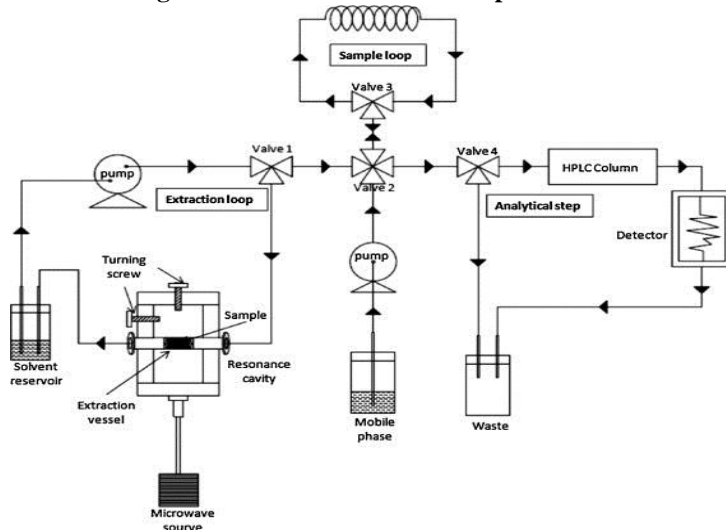 Sample loop
Valve 3
Valve 1
Valve 4
pump
HPLC Column
Valve 2
Extraction loop
Analytical step
Detector
pump
Turning
screw
Sample
Solvent
reservoir
Resonance
cavity
Extraction
vessel
Mobile
phase
Waste
Microwave
sourve